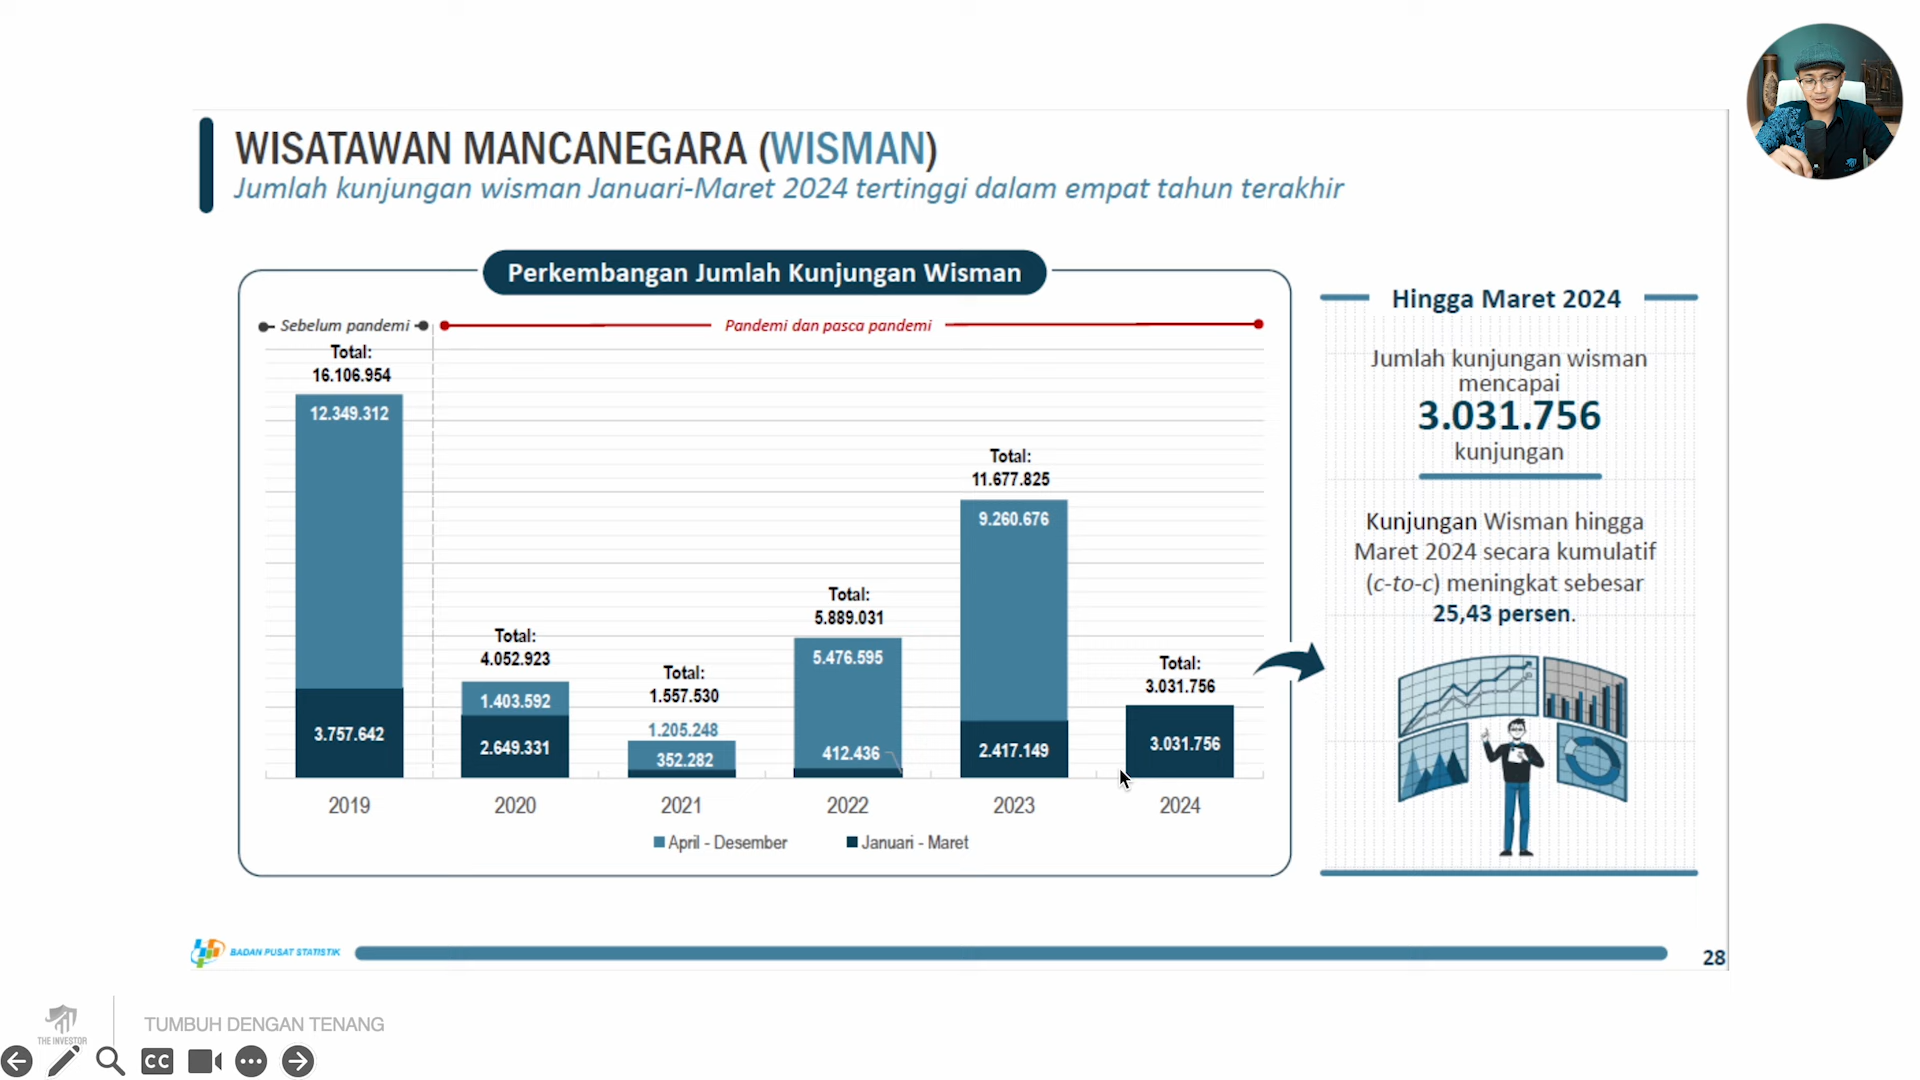 WISATAWAN MANCANEGARA (WISMAN)
Jumlah kunjungan wisman Januari-Maret 2024 tertinggi dalam empat tahun terakhir
Perkembangan Jumlah Kunjungan Wisman
Sebelum pandemi
Pandemi dan pasca pandemi
Total:
16.106.954
12.349.312
3.757.642
Total:
4.052.923
1.403.592
2.649.331
Total:
1.557.530
1.205.248
352.282
Total:
5.889.031
5.476.595
412.436
Total:
11.677.825
9.260.676
2.417.149
Total:
3.031.756
3.031.756
2019 2020 2021 2022 2023 2024
April - Desember Januari - Maret
Hingga Maret 2024
Jumlah kunjungan wisman
mencapai
3.031.756
kunjungan
Kunjungan Wisman hingga
Maret 2024 secara kumulatif
(c-to-c) meningkat sebesar
25,43 persen.
BADAN PUSAT STATISTIK
28
THE INVESTOR
TUMBUH DENGAN TENANG
CC